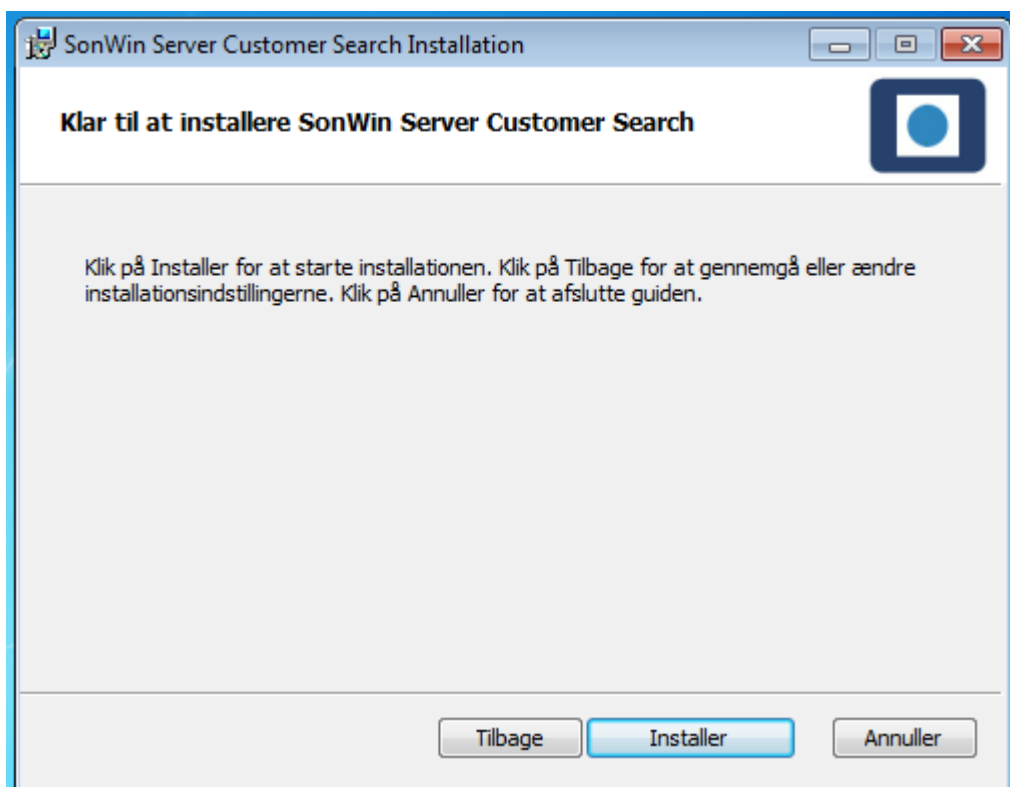 SonWin Server Customer Search Installation
Klar til at installere SonWin Server Customer Search
Klik på Installer for at starte installationen. Klik på Tilbage for at gennemgå eller ændre
installationsindstillingerne. Klik på Annuller for at afslutte guiden.
Tilbage
Installer
Annuller